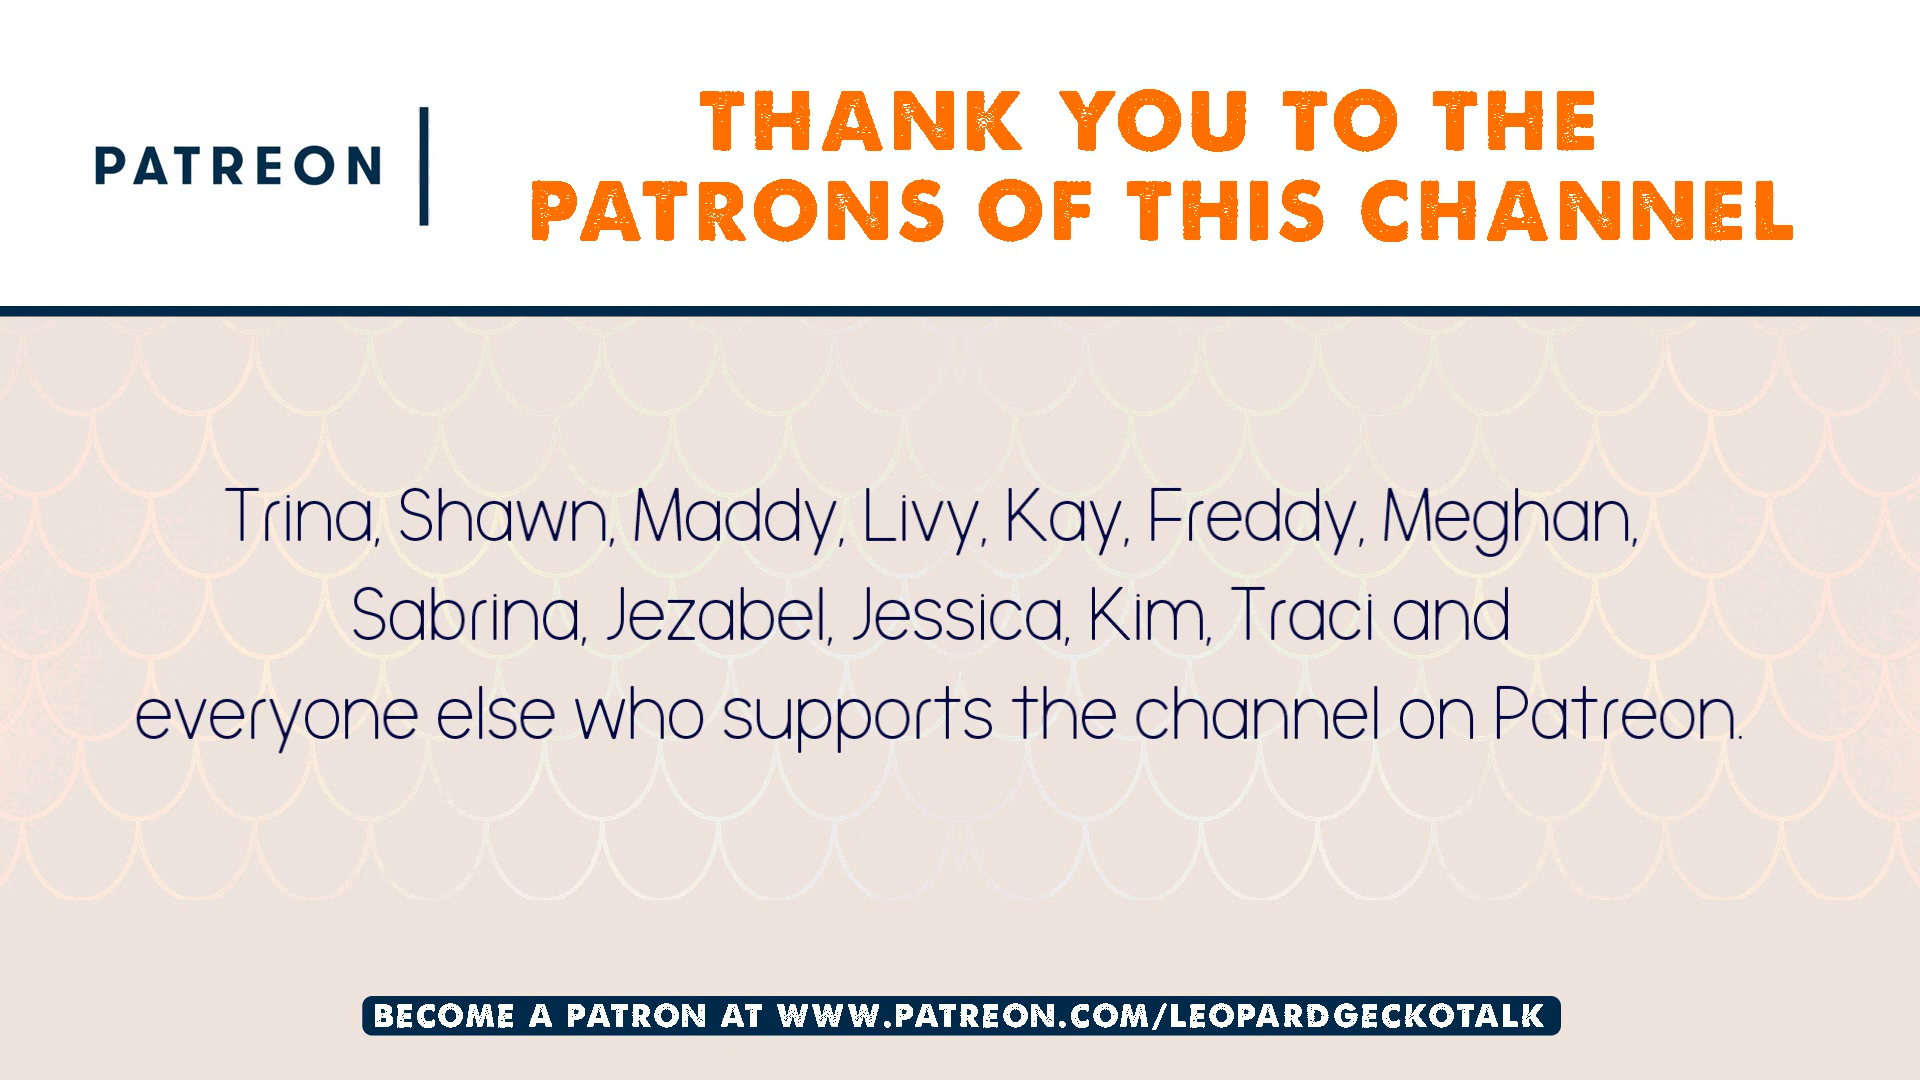 PATREON
THANK YOU TO THE
PATRONS OF THIS CHANNEL
Trina, Shawn, Maddy, Livy, Kay, Freddy, Meghan,
Sabrina, Jezabel, Jessica, Kim, Traci and
everyone else who supports the channel on Patreon.
BECOME A PATRON AT WWW.PATREON.COM/LEOPARDGECKOTALK